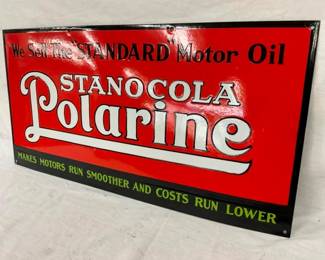 We Sell The "STANDARD" Motor Oil
STANOCOLA
Polarine
MAKES MOTORS RUN SMOOTHER AND COSTS RUN LOWER